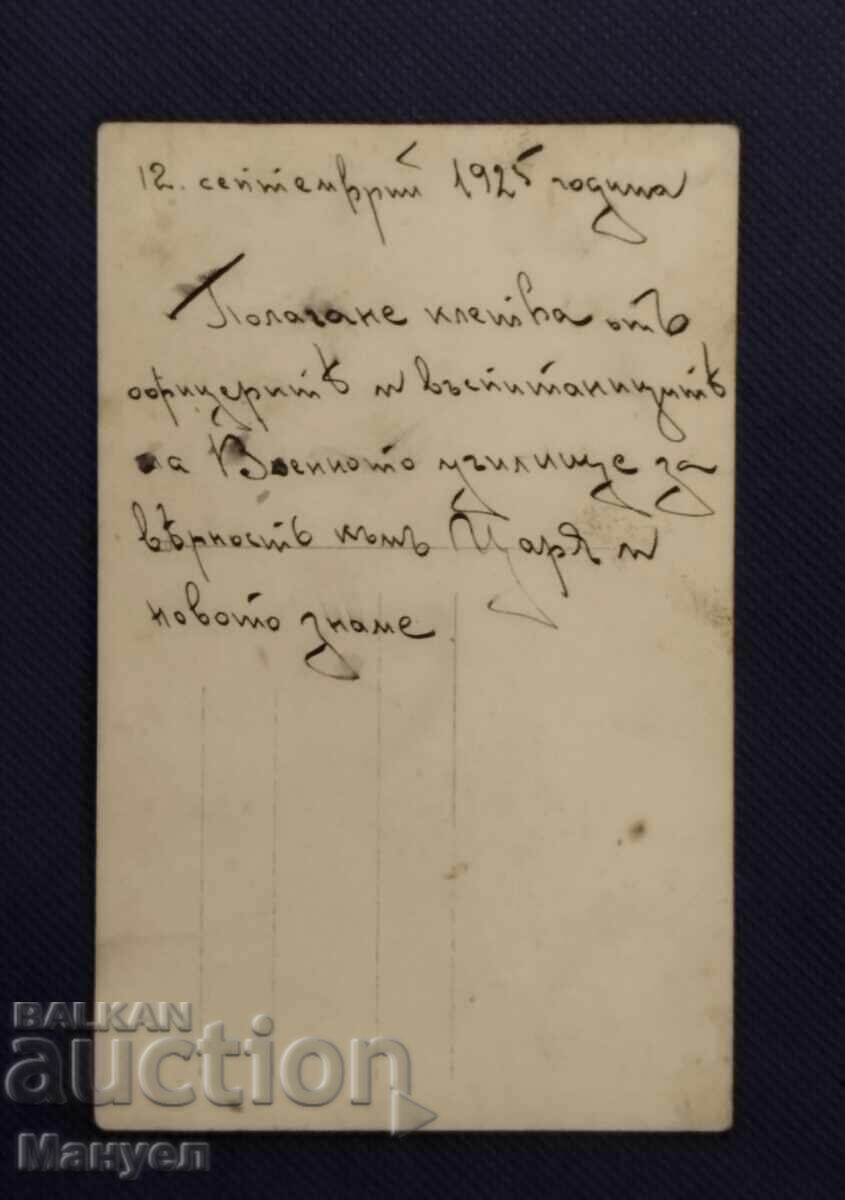 12. септемврий 1925 година
Полагане клетва отъ
офицеритѣ и въспитаницитѣ
на Военното училище за
вѣрность къмъ Царя и
новото знаме.
BALKAN
auction
Мануел